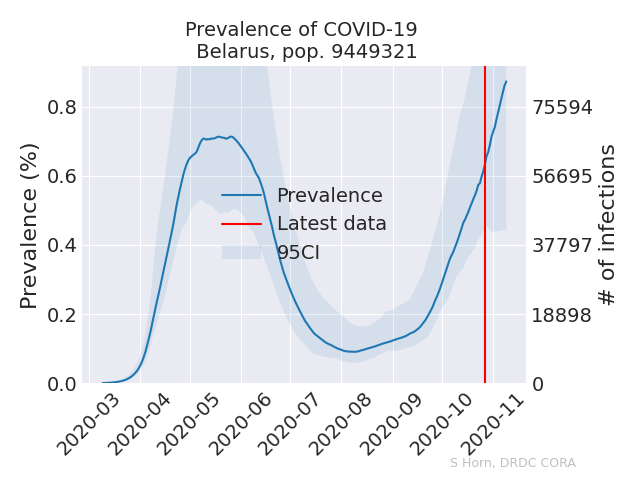 Prevalence of COVID-19
Belarus, pop. 9449321
Prevalence (%)
0.8
0.6
0.4
0.2
0.0
75594
56695
37797
18898
0
# of infections
Prevalence
Latest data
95CI
2020-03
2020-04
2020-05
2020-06
2020-07
2020-08
2020-09
2020-10
2020-11
S Horn, DRDC CORA